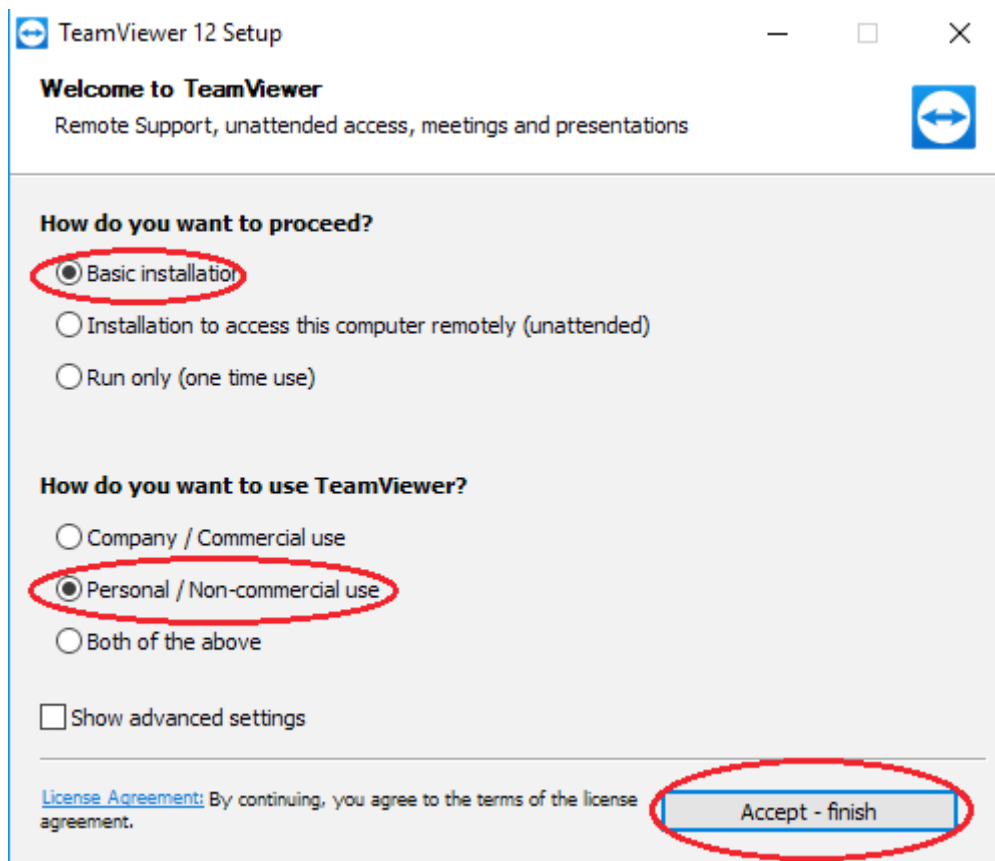 TeamViewer 12 Setup
Welcome to TeamViewer
Remote Support, unattended access, meetings and presentations
How do you want to proceed?
Basic installation
Installation to access this computer remotely (unattended)
Run only (one time use)
How do you want to use TeamViewer?
Company / Commercial use
Personal / Non-commercial use
Both of the above
Show advanced settings
License Agreement: By continuing, you agree to the terms of the license
agreement.
Accept - finish